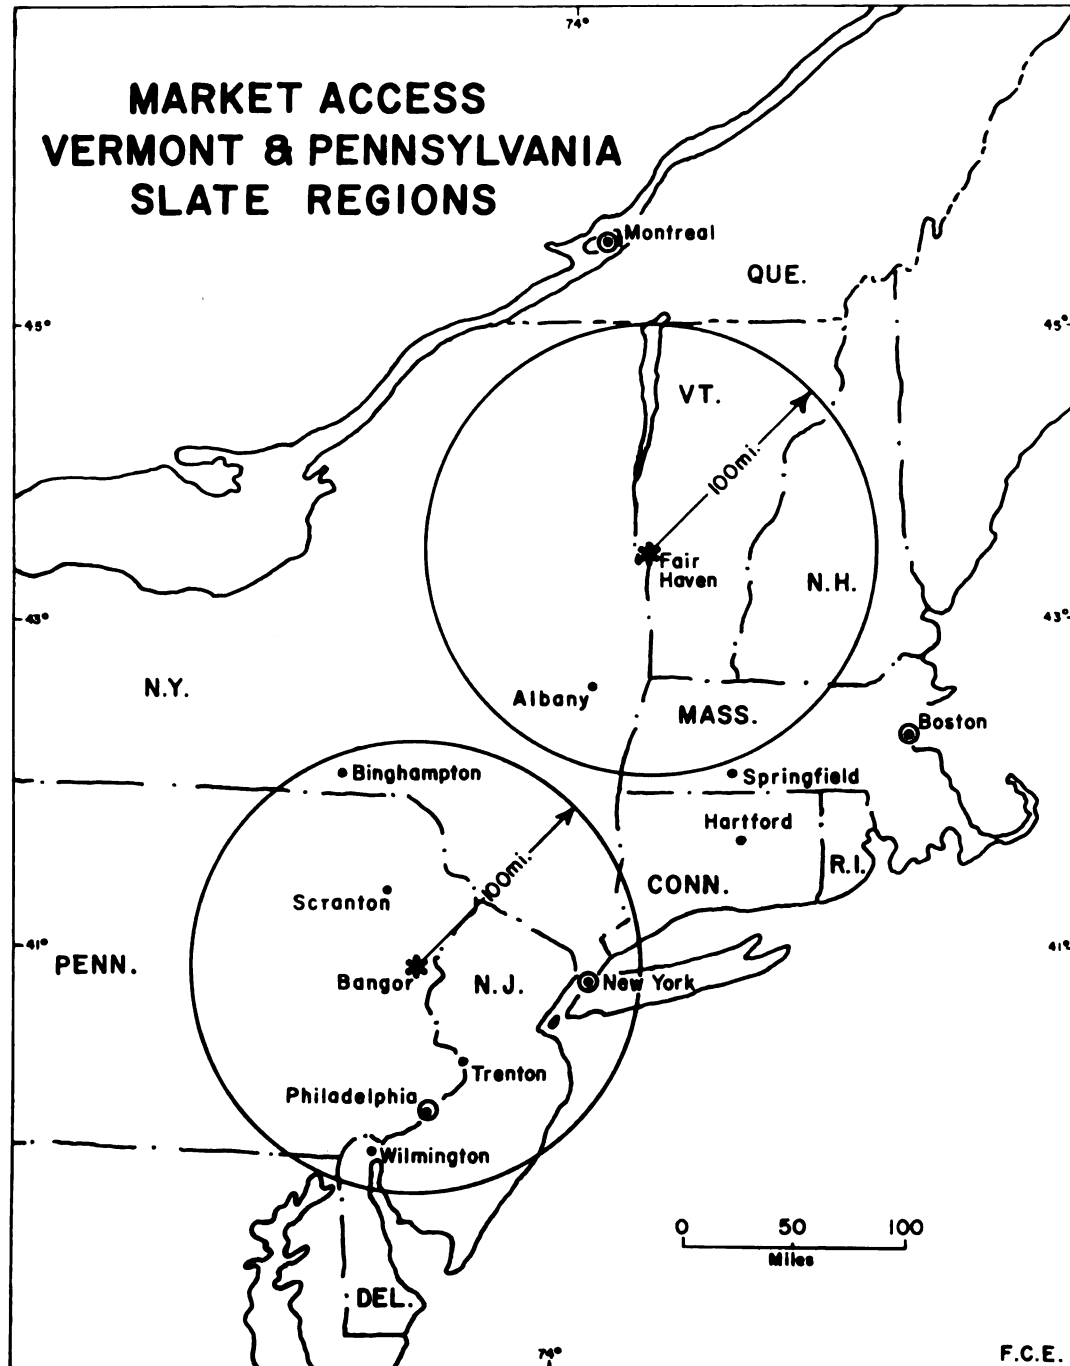 74°
MARKET ACCESS
VERMONT & PENNSYLVANIA
SLATE REGIONS
Montreal
QUE.
45°
45°
VT.
100mi.
Fair
Haven
N.H.
43°
43°
N.Y.
Albany
MASS.
Boston
Binghampton
Springfield
Hartford
100mi.
R.I.
CONN.
Scranton
41°
41°
PENN.
Bangor
N.J.
New York
Trenton
Philadelphia
Wilmington
0 50 100
Miles
DEL.
74°
F.C.E.